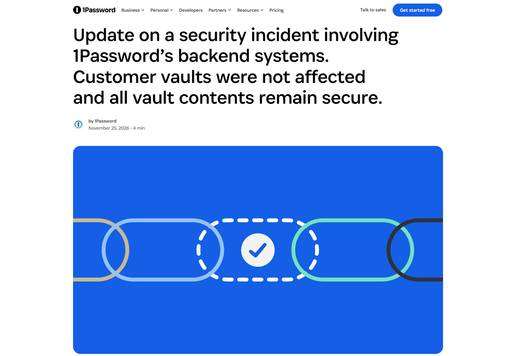 1Password Business Personal Developers Partners Resources Pricing Talk to sales Get started free
Update on a security incident involving
1Password's backend systems.
Customer vaults were not affected
and all vault contents remain secure.
by 1Password
November 25, 2026 - 4 min